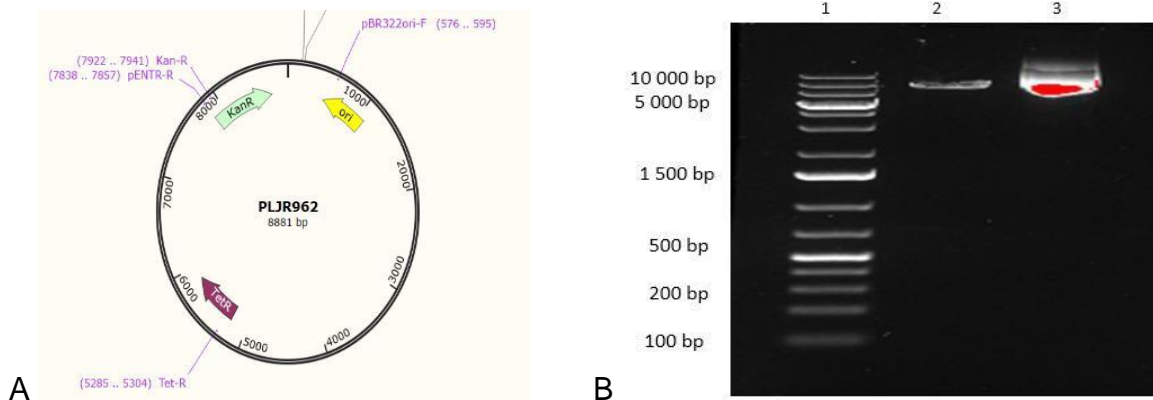 pBR322ori-F (576 .. 595)
(7922 .. 7941) Kan-R
(7838 .. 7857) pENTR-R
KanR
ori
TetR
1000
2000
3000
4000
5000
6000
7000
8000
PLJR962
8881 bp
(5285 .. 5304) Tet-R
A
1 2 3
10 000 bp
5 000 bp
1 500 bp
500 bp
200 bp
100 bp
B